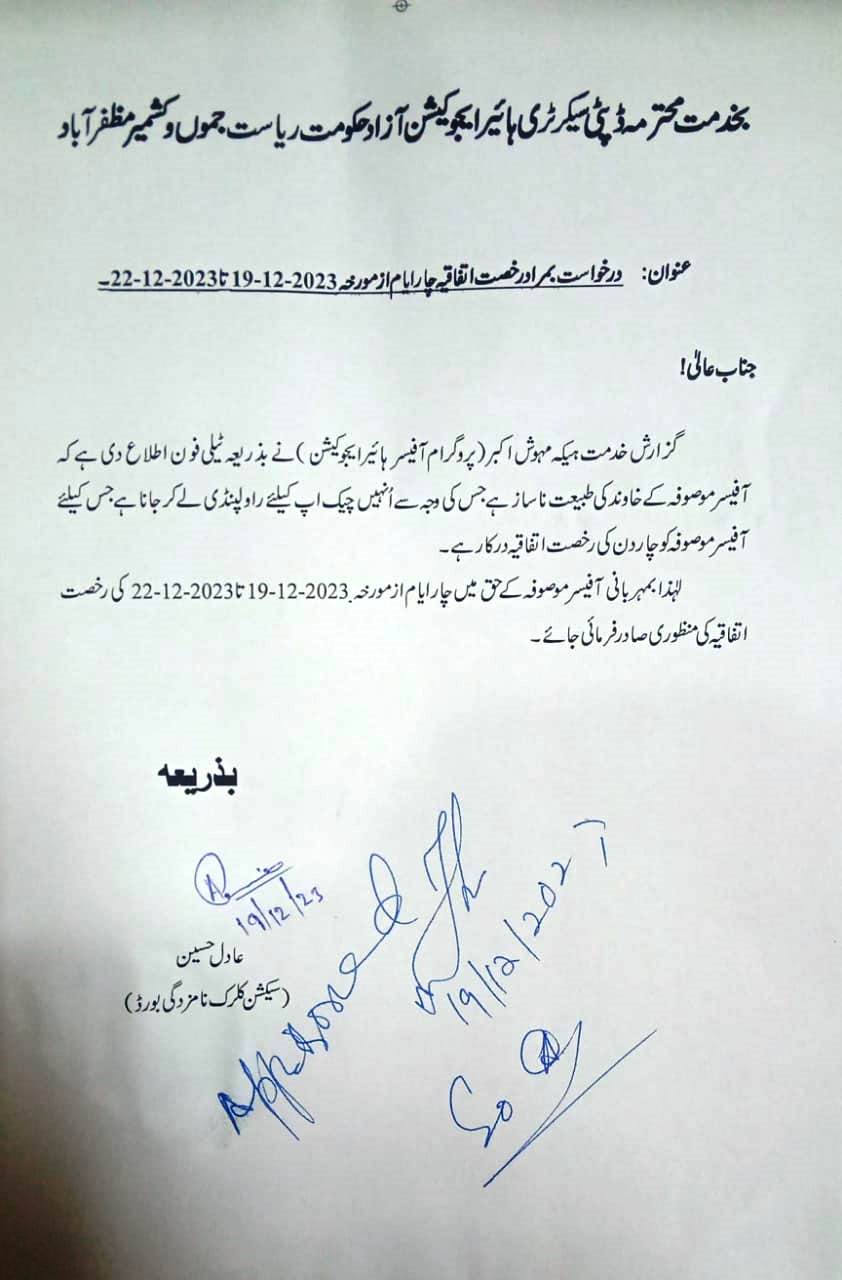 بخدمت محترمہ ڈپٹی سیکرٹری ہائیر ایجوکیشن آزاد حکومت ریاست جموں و کشمیر مظفر آباد
عنوان: درخواست بمراد رخصت اتفاقیہ چار ایام از مورخہ 19-12-2023 تا 22-12-2023۔
جناب عالیٰ!
گزارش خدمت ہیکہ مہوش اکبر (پروگرام آفیسر ہائیر ایجوکیشن) نے بذریعہ ٹیلی فون اطلاع دی ہے کہ
آفیسر موصوفہ کے خاوند کی طبیعت ناساز ہے جس کی وجہ سے اُنہیں چیک اپ کیلئے راولپنڈی لے کر جانا ہے جس کیلئے
آفیسر موصوفہ کو چار دن کی رخصت اتفاقیہ درکار ہے۔
لہٰذا بمہربانی آفیسر موصوفہ کے حق میں چار ایام از مورخہ 19-12-2023 تا 22-12-2023 کی رخصت
اتفاقیہ کی منظوری صادر فرمائی جائے۔
بذریعہ
19/12/23
عادل حسین
(سیکشن کلرک نامزدگی بورڈ)
Approved
19/12/202
So